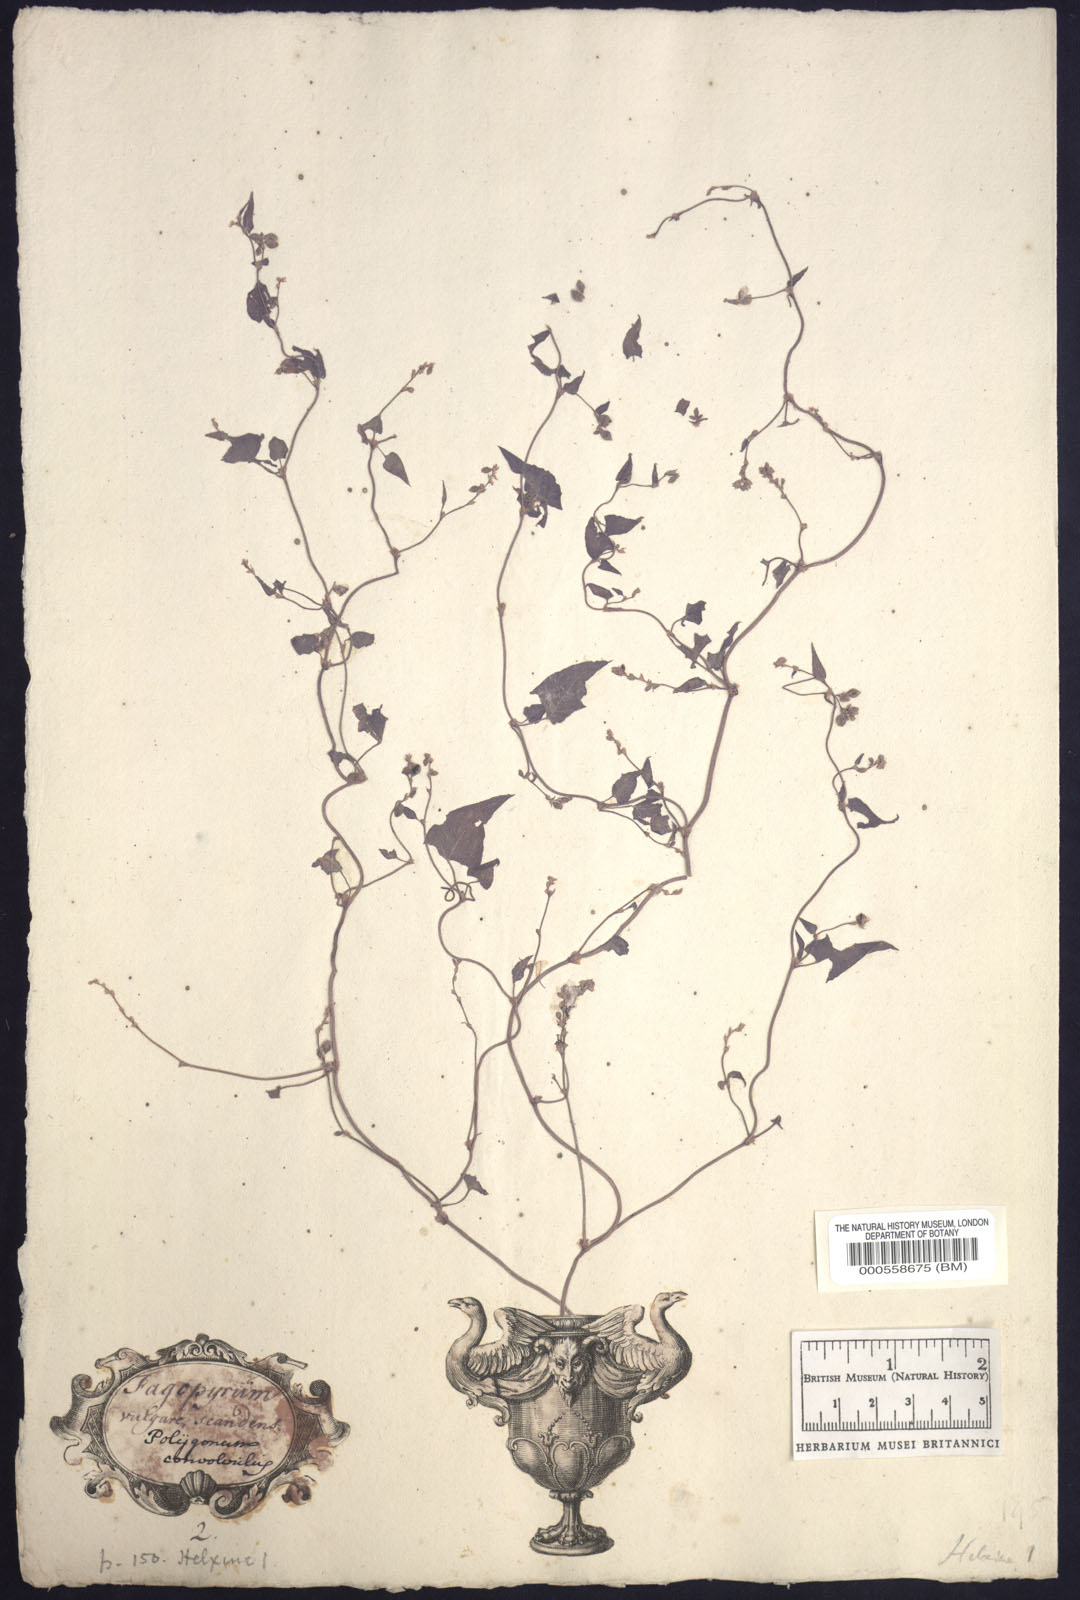 THE NATURAL HISTORY MUSEUM, LONDON
DEPARTMENT OF BOTANY
000558675 (BM)
1 2
BRITISH MUSEUM (NATURAL HISTORY)
1 2 3 4 5
HERBARIUM MUSEI BRITANNICI
Fagopyrum
vulgare, scandens.
Polÿgonum
convolvulus
2.
p. 150. Helxine 1.
195
Helxine 1